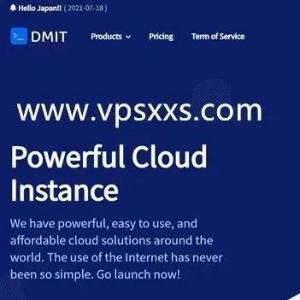 Hello Japan!! ( 2021-07-18 )
>_ DMIT Products Pricing Term of Service
www.vpsxxs.com
Powerful Cloud
Instance
We have powerful, easy to use, and
affordable cloud solutions around the
world. The use of the Internet has never
been so simple. Go launch now!